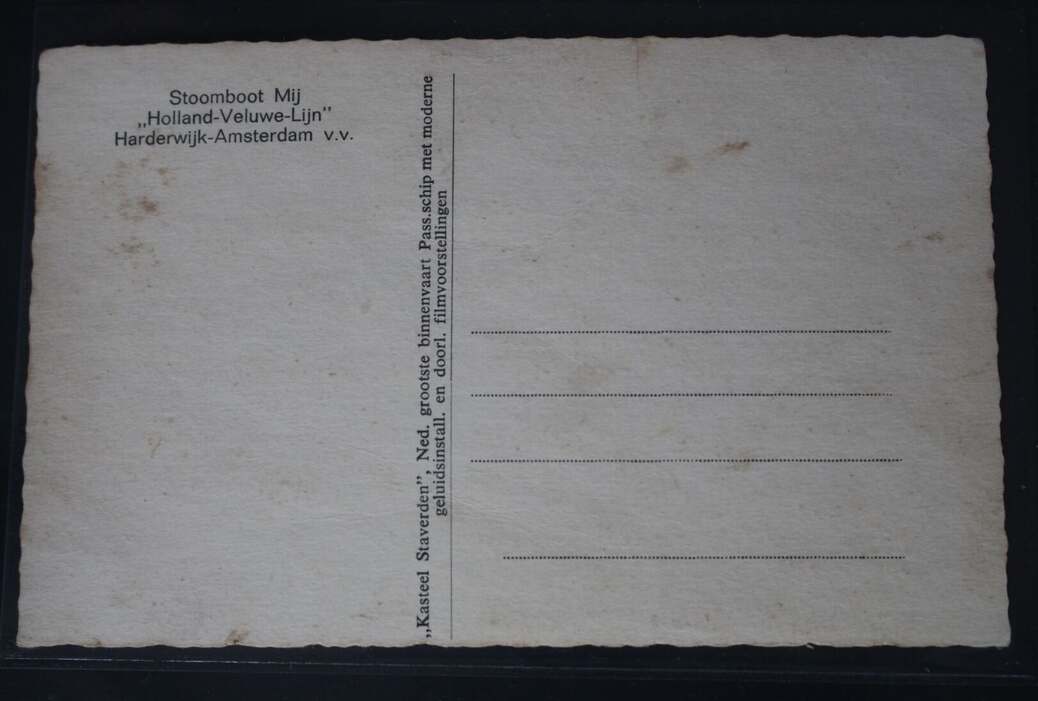 Stoomboot Mij
„Holland-Veluwe-Lijn”
Harderwijk-Amsterdam v.v.
„Kasteel Staverden”, Ned. grootste binnenvaart Pass.schip met moderne
geluidsinstall. en doorl. filmvoorstellingen